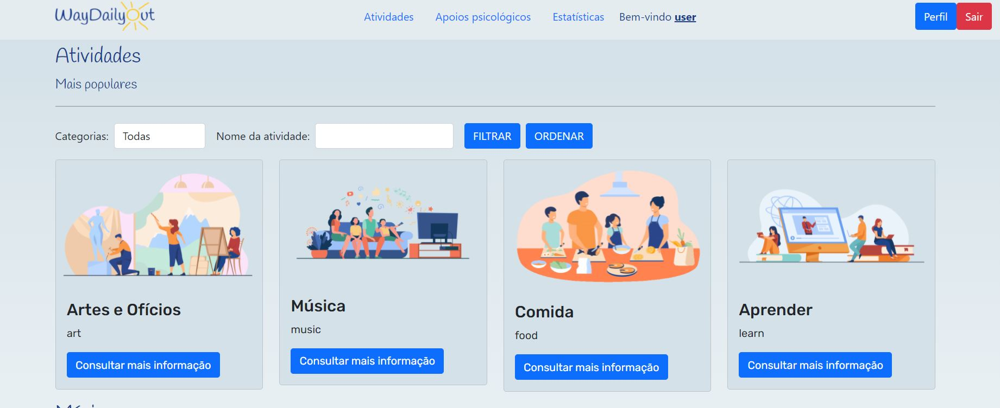 WayDailyOut
Atividades Apoios psicológicos Estatísticas Bem-vindo user Perfil Sair
Atividades
Mais populares
Categorias: Todas Nome da atividade: FILTRAR ORDENAR
Artes e Ofícios
art
Consultar mais informação
Música
music
Consultar mais informação
Comida
food
Consultar mais informação
Aprender
learn
Consultar mais informação